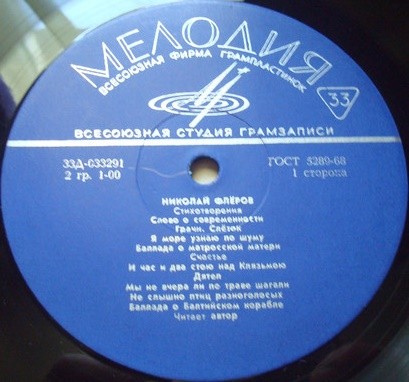 МЕЛОДИЯ
ВСЕСОЮЗНАЯ ФИРМА ГРАМПЛАСТИНОК
33
ВСЕСОЮЗНАЯ СТУДИЯ ГРАМЗАПИСИ
33Д-033291
ГОСТ 5289-68
2 гр. 1-00
1 сторона
НИКОЛАЙ ФЛЁРОВ
Стихотворения
Слово о современности
Грачи. Слёток
Я море узнаю по шуму
Баллада о матросской матери
Счастье
И час и два стою над Клязьмою
Дятел
Мы не вчера ли по траве шагали
Не слышно птиц разноголосых
Баллада о Балтийском корабле
Читает автор